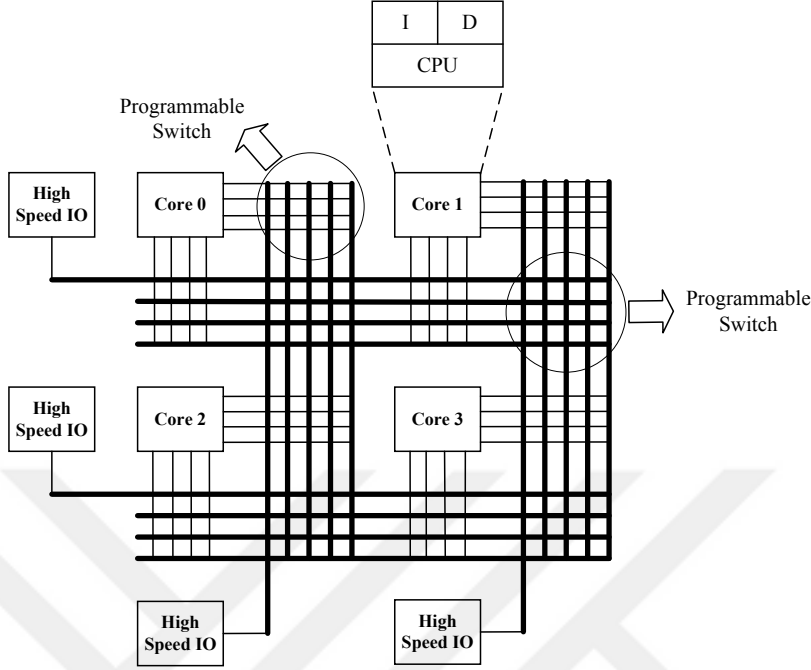 I
D
CPU
Programmable
Switch
High
Speed IO
Core 0
Core 1
Programmable
Switch
High
Speed IO
Core 2
Core 3
High
Speed IO
High
Speed IO